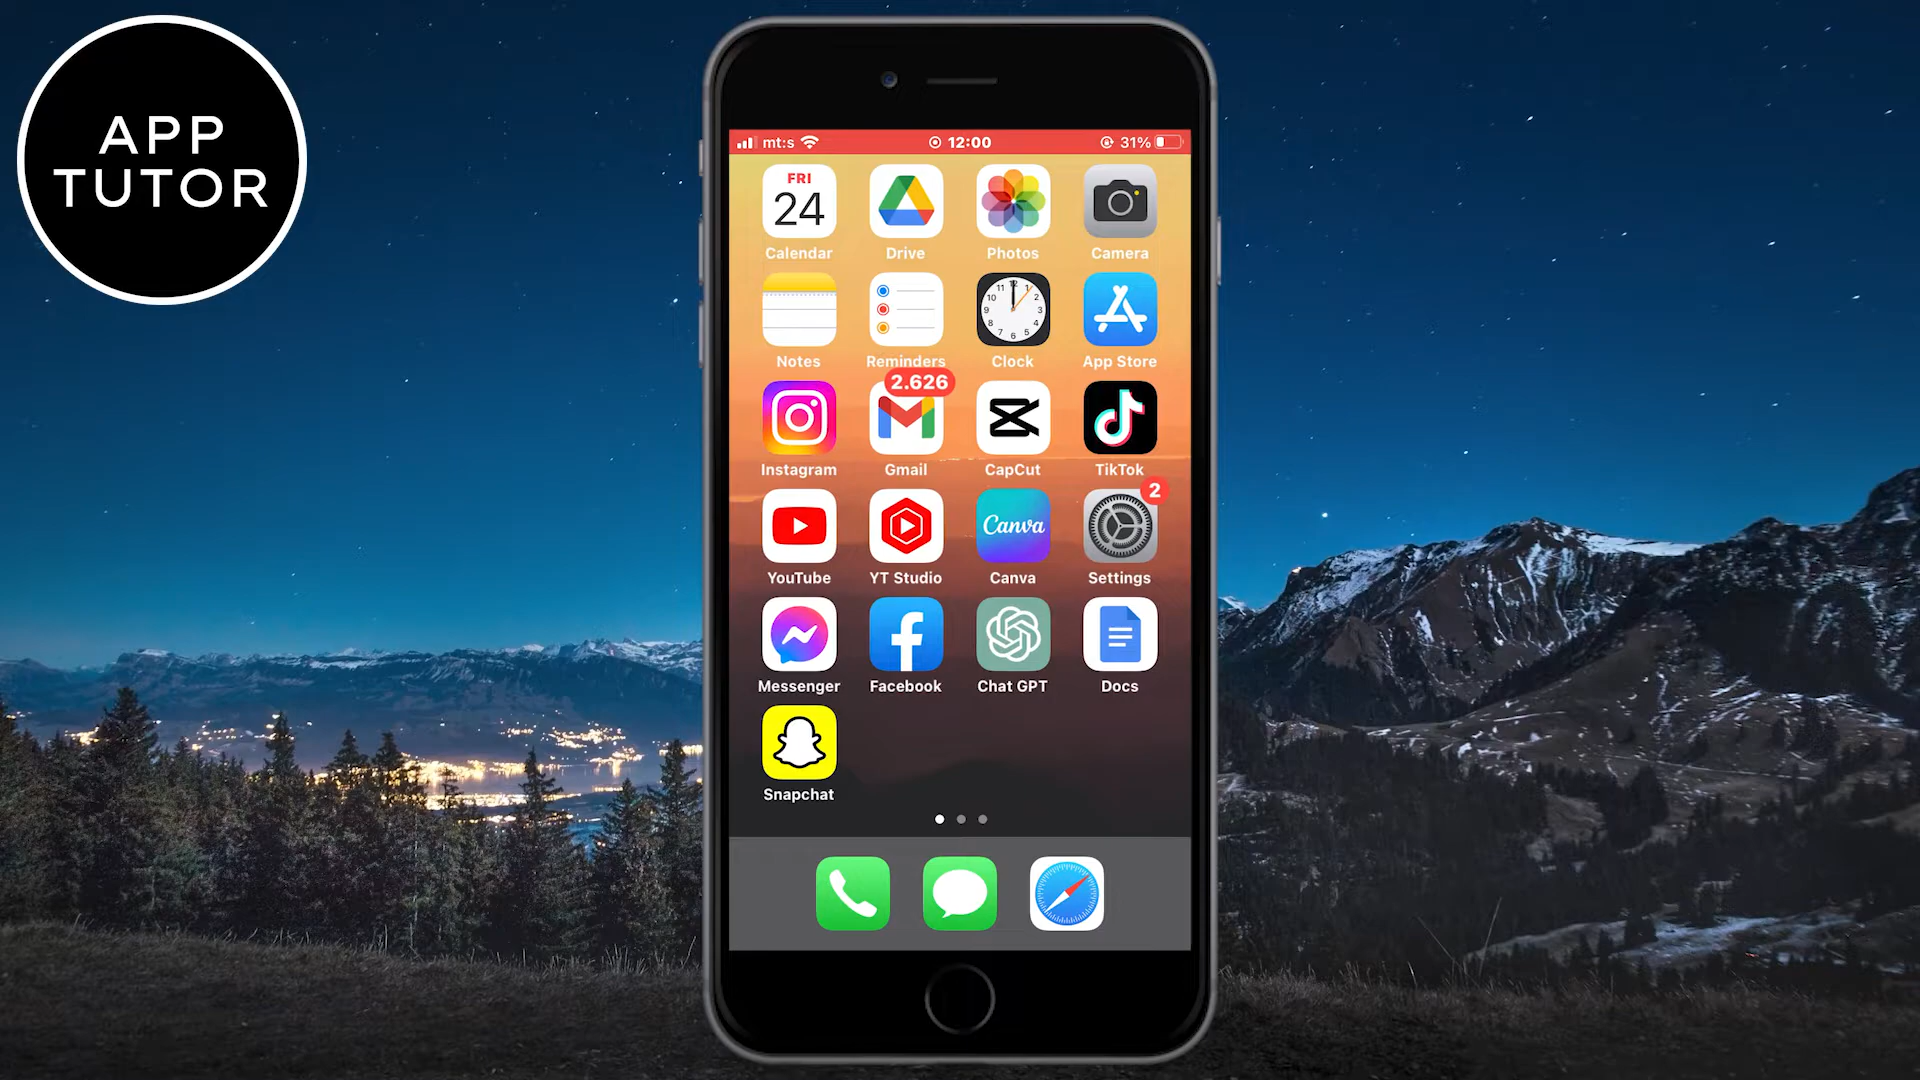 APP
TUTOR
mt:s 12:00 31%
FRI
24
Calendar Drive Photos Camera
Notes Reminders Clock App Store
2.626
Instagram Gmail CapCut TikTok
2
Canva
YouTube YT Studio Canva Settings
Messenger Facebook Chat GPT Docs
Snapchat